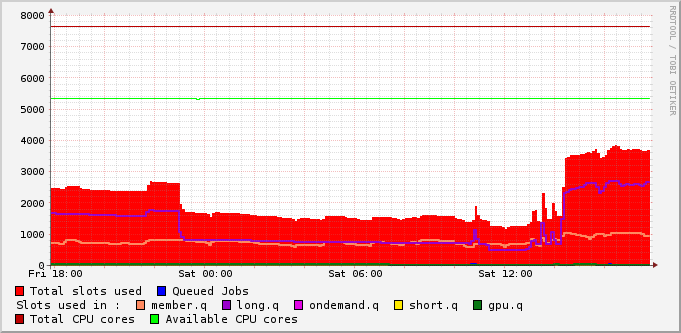 8000
7000
6000
5000
4000
3000
2000
1000
0
Fri 18:00 Sat 00:00 Sat 06:00 Sat 12:00
Total slots used Queued Jobs
Slots used in : member.q long.q ondemand.q short.q gpu.q
Total CPU cores Available CPU cores
RRDTOOL / TOBI OETIKER